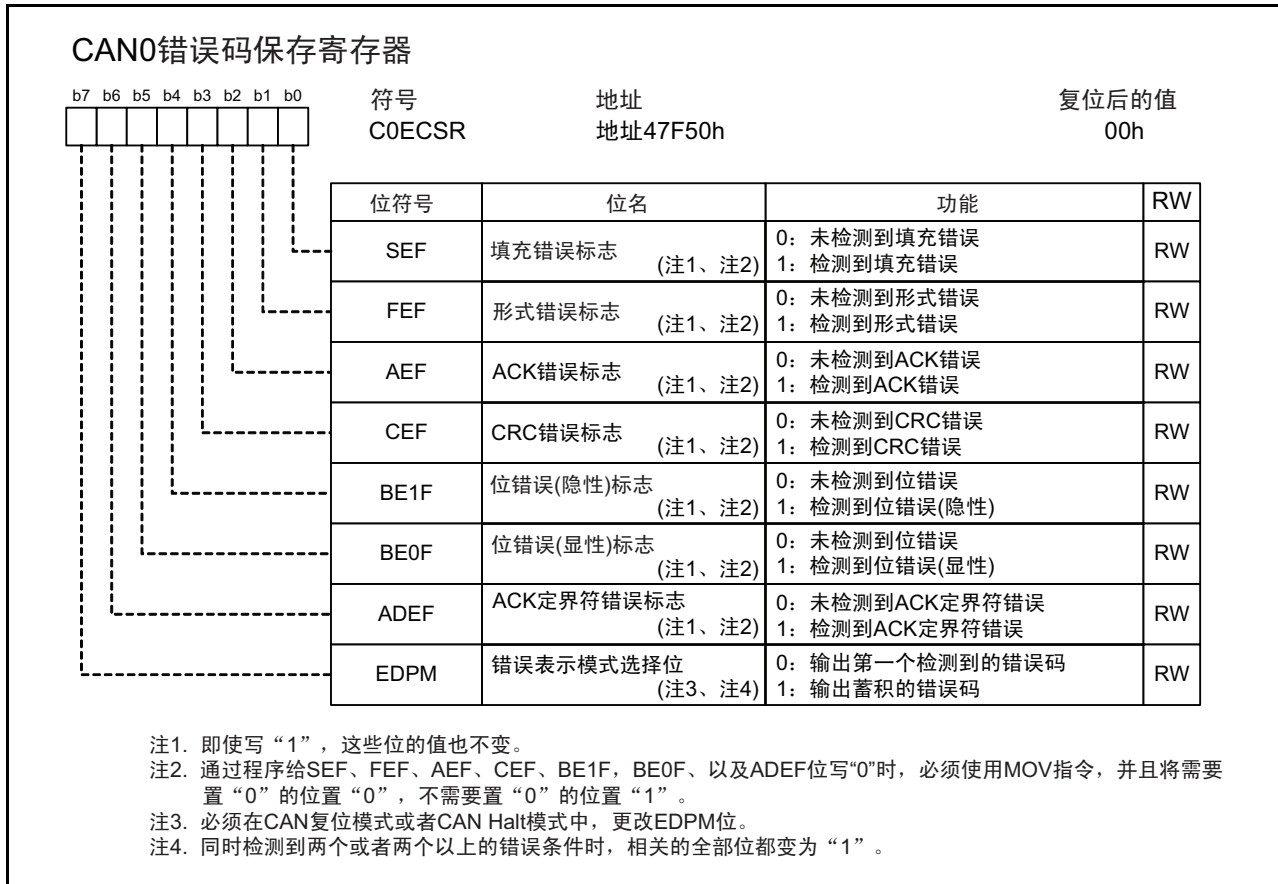 CAN0错误码保存寄存器
b7 b6 b5 b4 b3 b2 b1 b0
符号 地址 复位后的值
C0ECSR 地址47F50h 00h
位符号 位名 功能 RW
SEF 填充错误标志 (注1、注2) 0：未检测到填充错误 RW
1：检测到填充错误
FEF 形式错误标志 (注1、注2) 0：未检测到形式错误 RW
1：检测到形式错误
AEF ACK错误标志 (注1、注2) 0：未检测到ACK错误 RW
1：检测到ACK错误
CEF CRC错误标志 (注1、注2) 0：未检测到CRC错误 RW
1：检测到CRC错误
BE1F 位错误(隐性)标志 (注1、注2) 0：未检测到位错误 RW
1：检测到位错误(隐性)
BE0F 位错误(显性)标志 (注1、注2) 0：未检测到位错误 RW
1：检测到位错误(显性)
ADEF ACK定界符错误标志 (注1、注2) 0：未检测到ACK定界符错误 RW
1：检测到ACK定界符错误
EDPM 错误表示模式选择位 (注3、注4) 0：输出第一个检测到的错误码 RW
1：输出蓄积的错误码
注1. 即使写“1”，这些位的值也不变。
注2. 通过程序给SEF、FEF、AEF、CEF、BE1F，BE0F、以及ADEF位写“0”时，必须使用MOV指令，并且将需要
置“0”的位置“0”，不需要置“0”的位置“1”。
注3. 必须在CAN复位模式或者CAN Halt模式中，更改EDPM位。
注4. 同时检测到两个或者两个以上的错误条件时，相关的全部位都变为“1”。